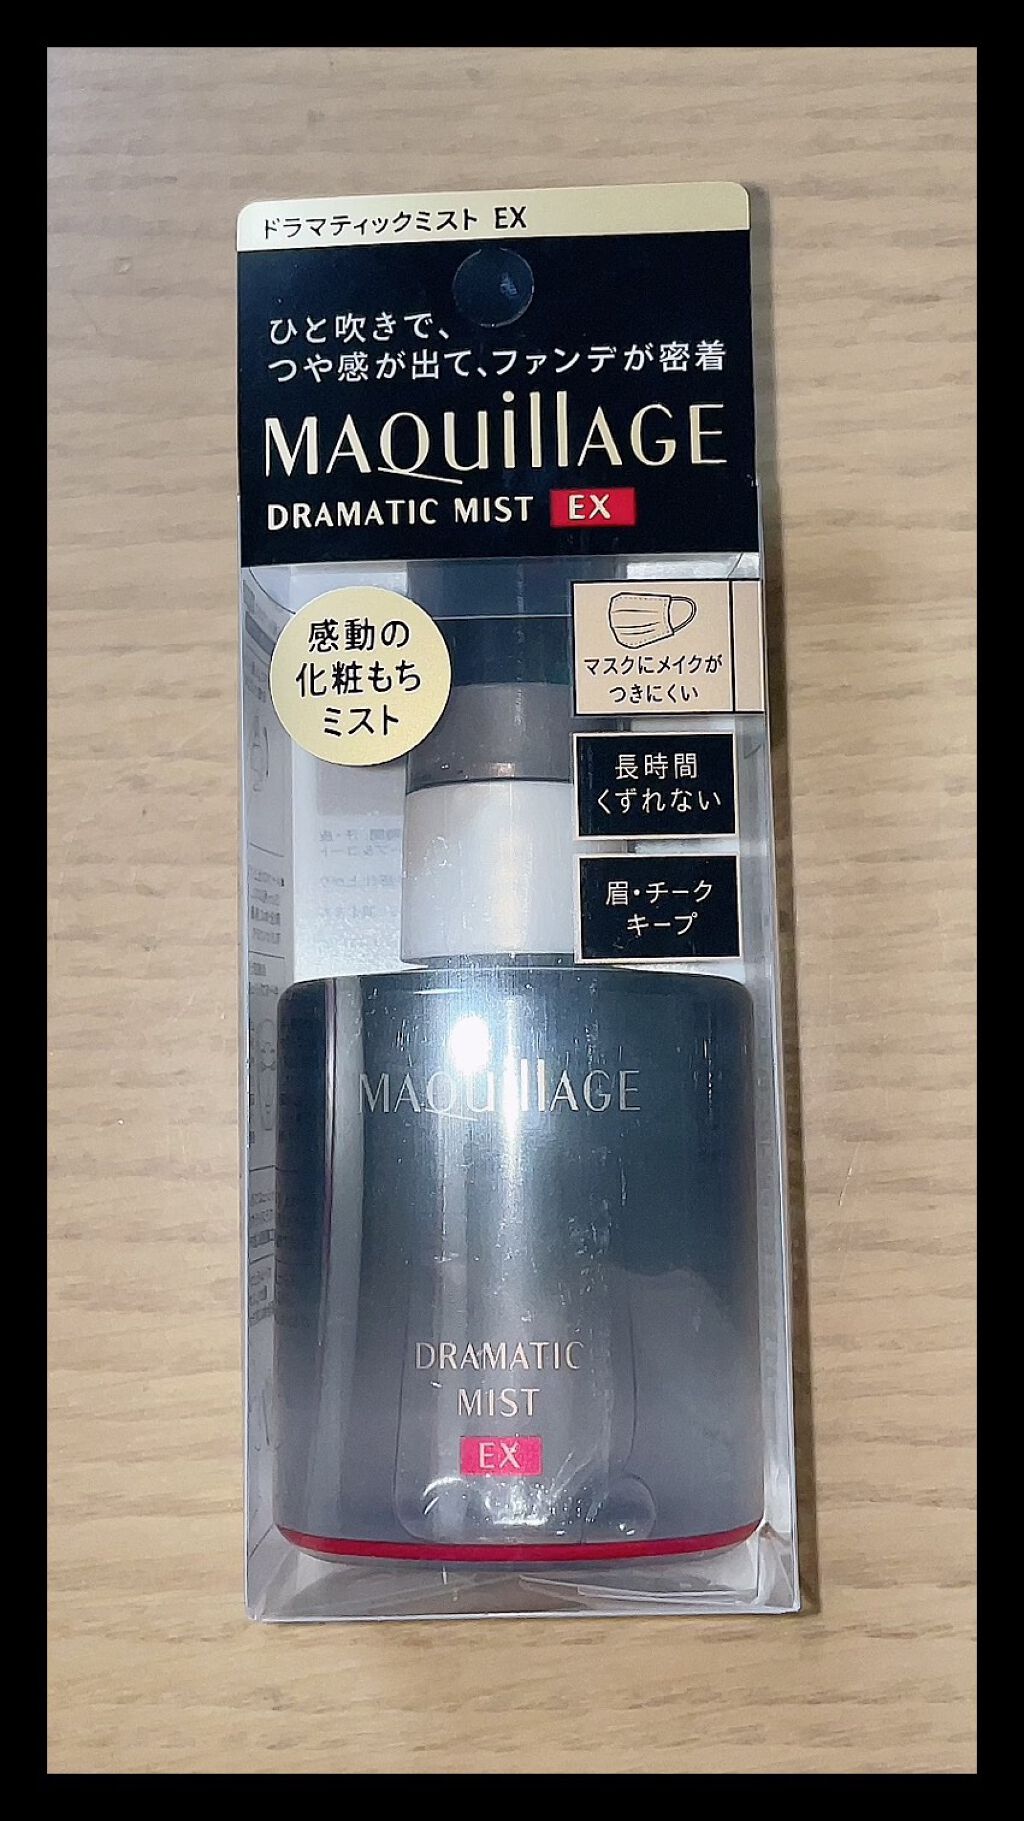 ドラマティックミスト EX
ひと吹きで、
つや感が出て、ファンデが密着
MAQuillAGE
DRAMATIC MIST EX
感動の
化粧もち
ミスト
マスクにメイクが
つきにくい
長時間
くずれない
眉・チーク
キープ
MAQuillAGE
DRAMATIC
MIST
EX